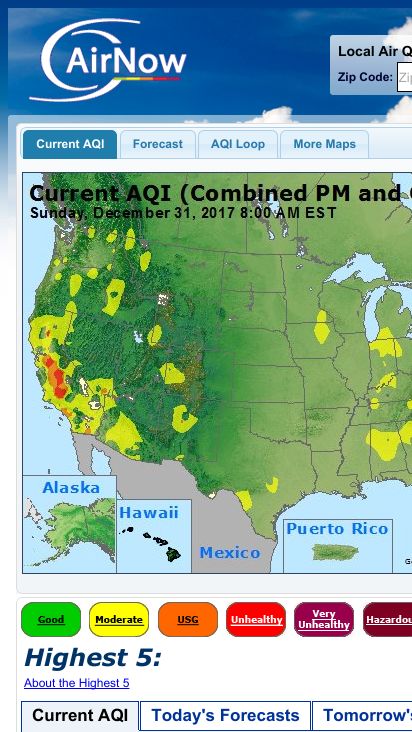 AirNow
Local Air Q
Zip Code: Zip
Current AQI Forecast AQI Loop More Maps
Current AQI (Combined PM and
Sunday, December 31, 2017 8:00 AM EST
Alaska
Hawaii
Puerto Rico
Mexico
Good Moderate USG Unhealthy Very Unhealthy Hazardou
Highest 5:
About the Highest 5
Current AQI Today's Forecasts Tomorrow's